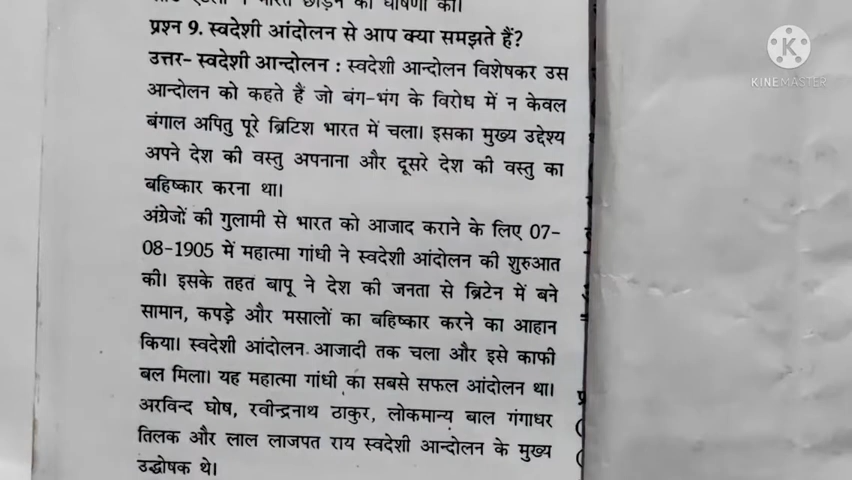 भारत छोड़ने की घोषणा की।
प्रश्न 9. स्वदेशी आंदोलन से आप क्या समझते हैं?
उत्तर- स्वदेशी आन्दोलन : स्वदेशी आन्दोलन विशेषकर उस
आन्दोलन को कहते हैं जो बंग-भंग के विरोध में न केवल
बंगाल अपितु पूरे ब्रिटिश भारत में चला। इसका मुख्य उद्देश्य
अपने देश की वस्तु अपनाना और दूसरे देश की वस्तु का
बहिष्कार करना था।
अंग्रेजों की गुलामी से भारत को आजाद कराने के लिए 07-
08-1905 में महात्मा गांधी ने स्वदेशी आंदोलन की शुरुआत
की। इसके तहत बापू ने देश की जनता से ब्रिटेन में बने
सामान, कपड़े और मसालों का बहिष्कार करने का आहान
किया। स्वदेशी आंदोलन आजादी तक चला और इसे काफी
बल मिला। यह महात्मा गांधी का सबसे सफल आंदोलन था।
अरविन्द घोष, रवीन्द्रनाथ ठाकुर, लोकमान्य बाल गंगाधर
तिलक और लाल लाजपत राय स्वदेशी आन्दोलन के मुख्य
उद्घोषक थे।
K
KINEMASTER